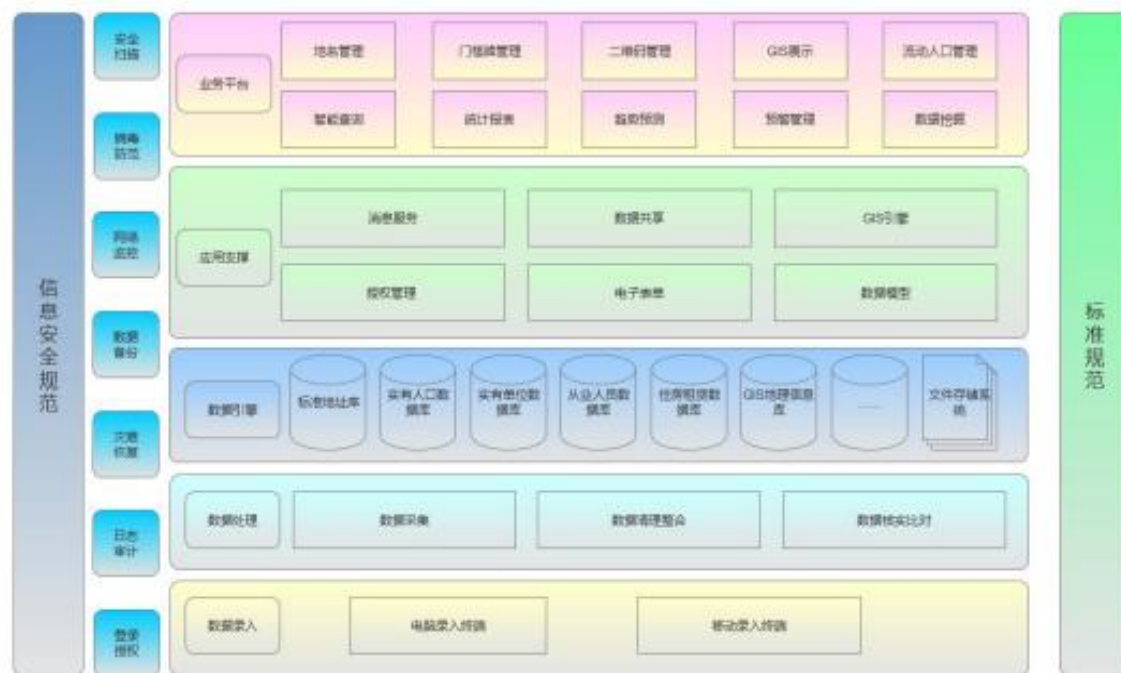 信息安全规范
安全
扫描
病毒
防范
网络
监控
数据
备份
灾难
恢复
日志
审计
登录
授权
业务平台
地名管理
门楼牌管理
二维码管理
GIS展示
流动人口管理
智能查询
统计报表
趋势预测
预警管理
数据挖掘
应用支撑
消息服务
数据共享
GIS引擎
授权管理
电子表单
数据模型
数据引擎
标准地址库
实有人口数
据库
实有单位数
据库
从业人员数
据库
住房租赁数
据库
GIS地理信息
库
......
文件存储系
统
数据处理
数据采集
数据清理整合
数据核实比对
数据录入
电脑录入终端
移动录入终端
标准规范